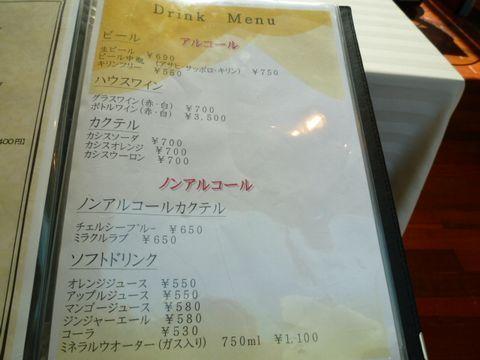 Drink Menu
ビール
アルコール
生ビール ¥690
ビール中瓶 (アサヒ・サッポロ・キリン) ¥750
キリンフリー ¥550
ハウスワイン
グラスワイン(赤・白) ¥700
ボトルワイン(赤・白) ¥3,500
カクテル
カシスソーダ ¥700
カシスオレンジ ¥700
カシスウーロン ¥700
ノンアルコール
ノンアルコールカクテル
チェルシーブルー ¥650
ミラクルラブ ¥650
ソフトドリンク
オレンジジュース ¥550
アップルジュース ¥550
マンゴージュース ¥580
ジンジャーエール ¥580
コーラ ¥530
ミネラルウオーター(ガス入り) 750ml ¥1,100
400円]